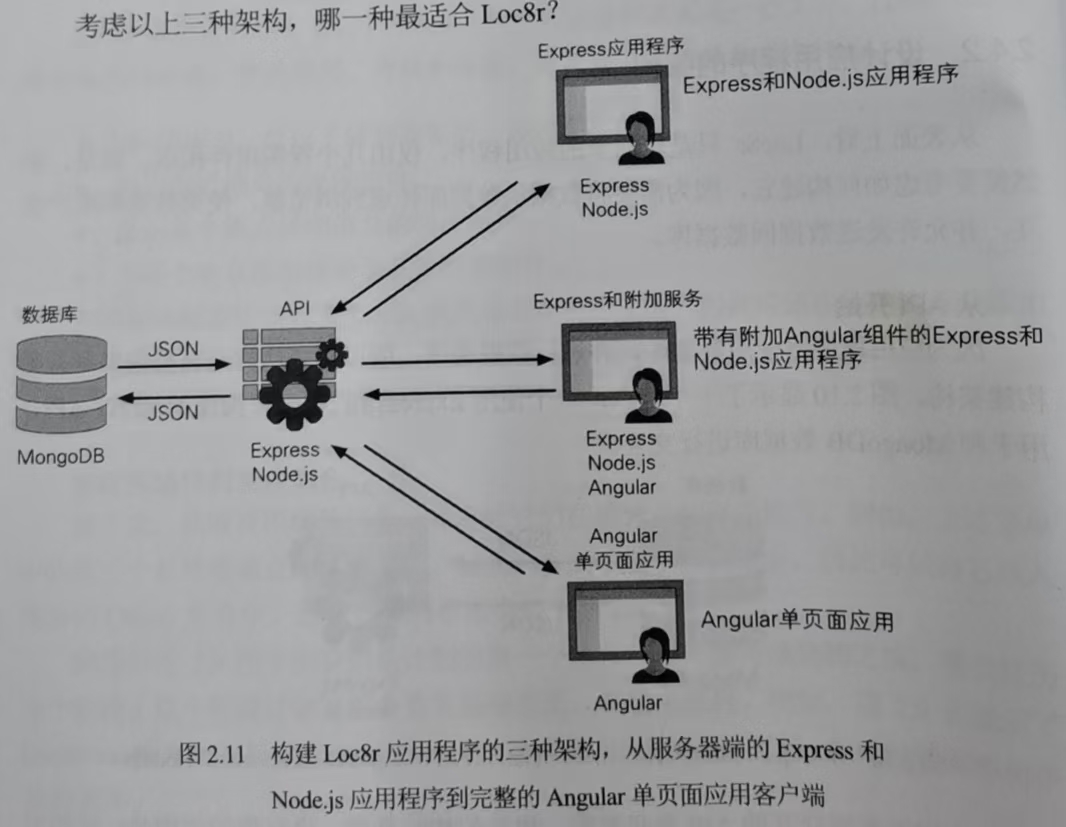 考虑以上三种架构，哪一种最适合 Loc8r？
Express应用程序
Express和Node.js应用程序
Express
Node.js
数据库
JSON
JSON
MongoDB
API
Express
Node.js
Express和附加服务
带有附加Angular组件的Express和
Node.js应用程序
Express
Node.js
Angular
Angular
单页面应用
Angular单页面应用
Angular
图 2.11 构建 Loc8r 应用程序的三种架构，从服务器端的 Express 和
Node.js 应用程序到完整的 Angular 单页面应用客户端